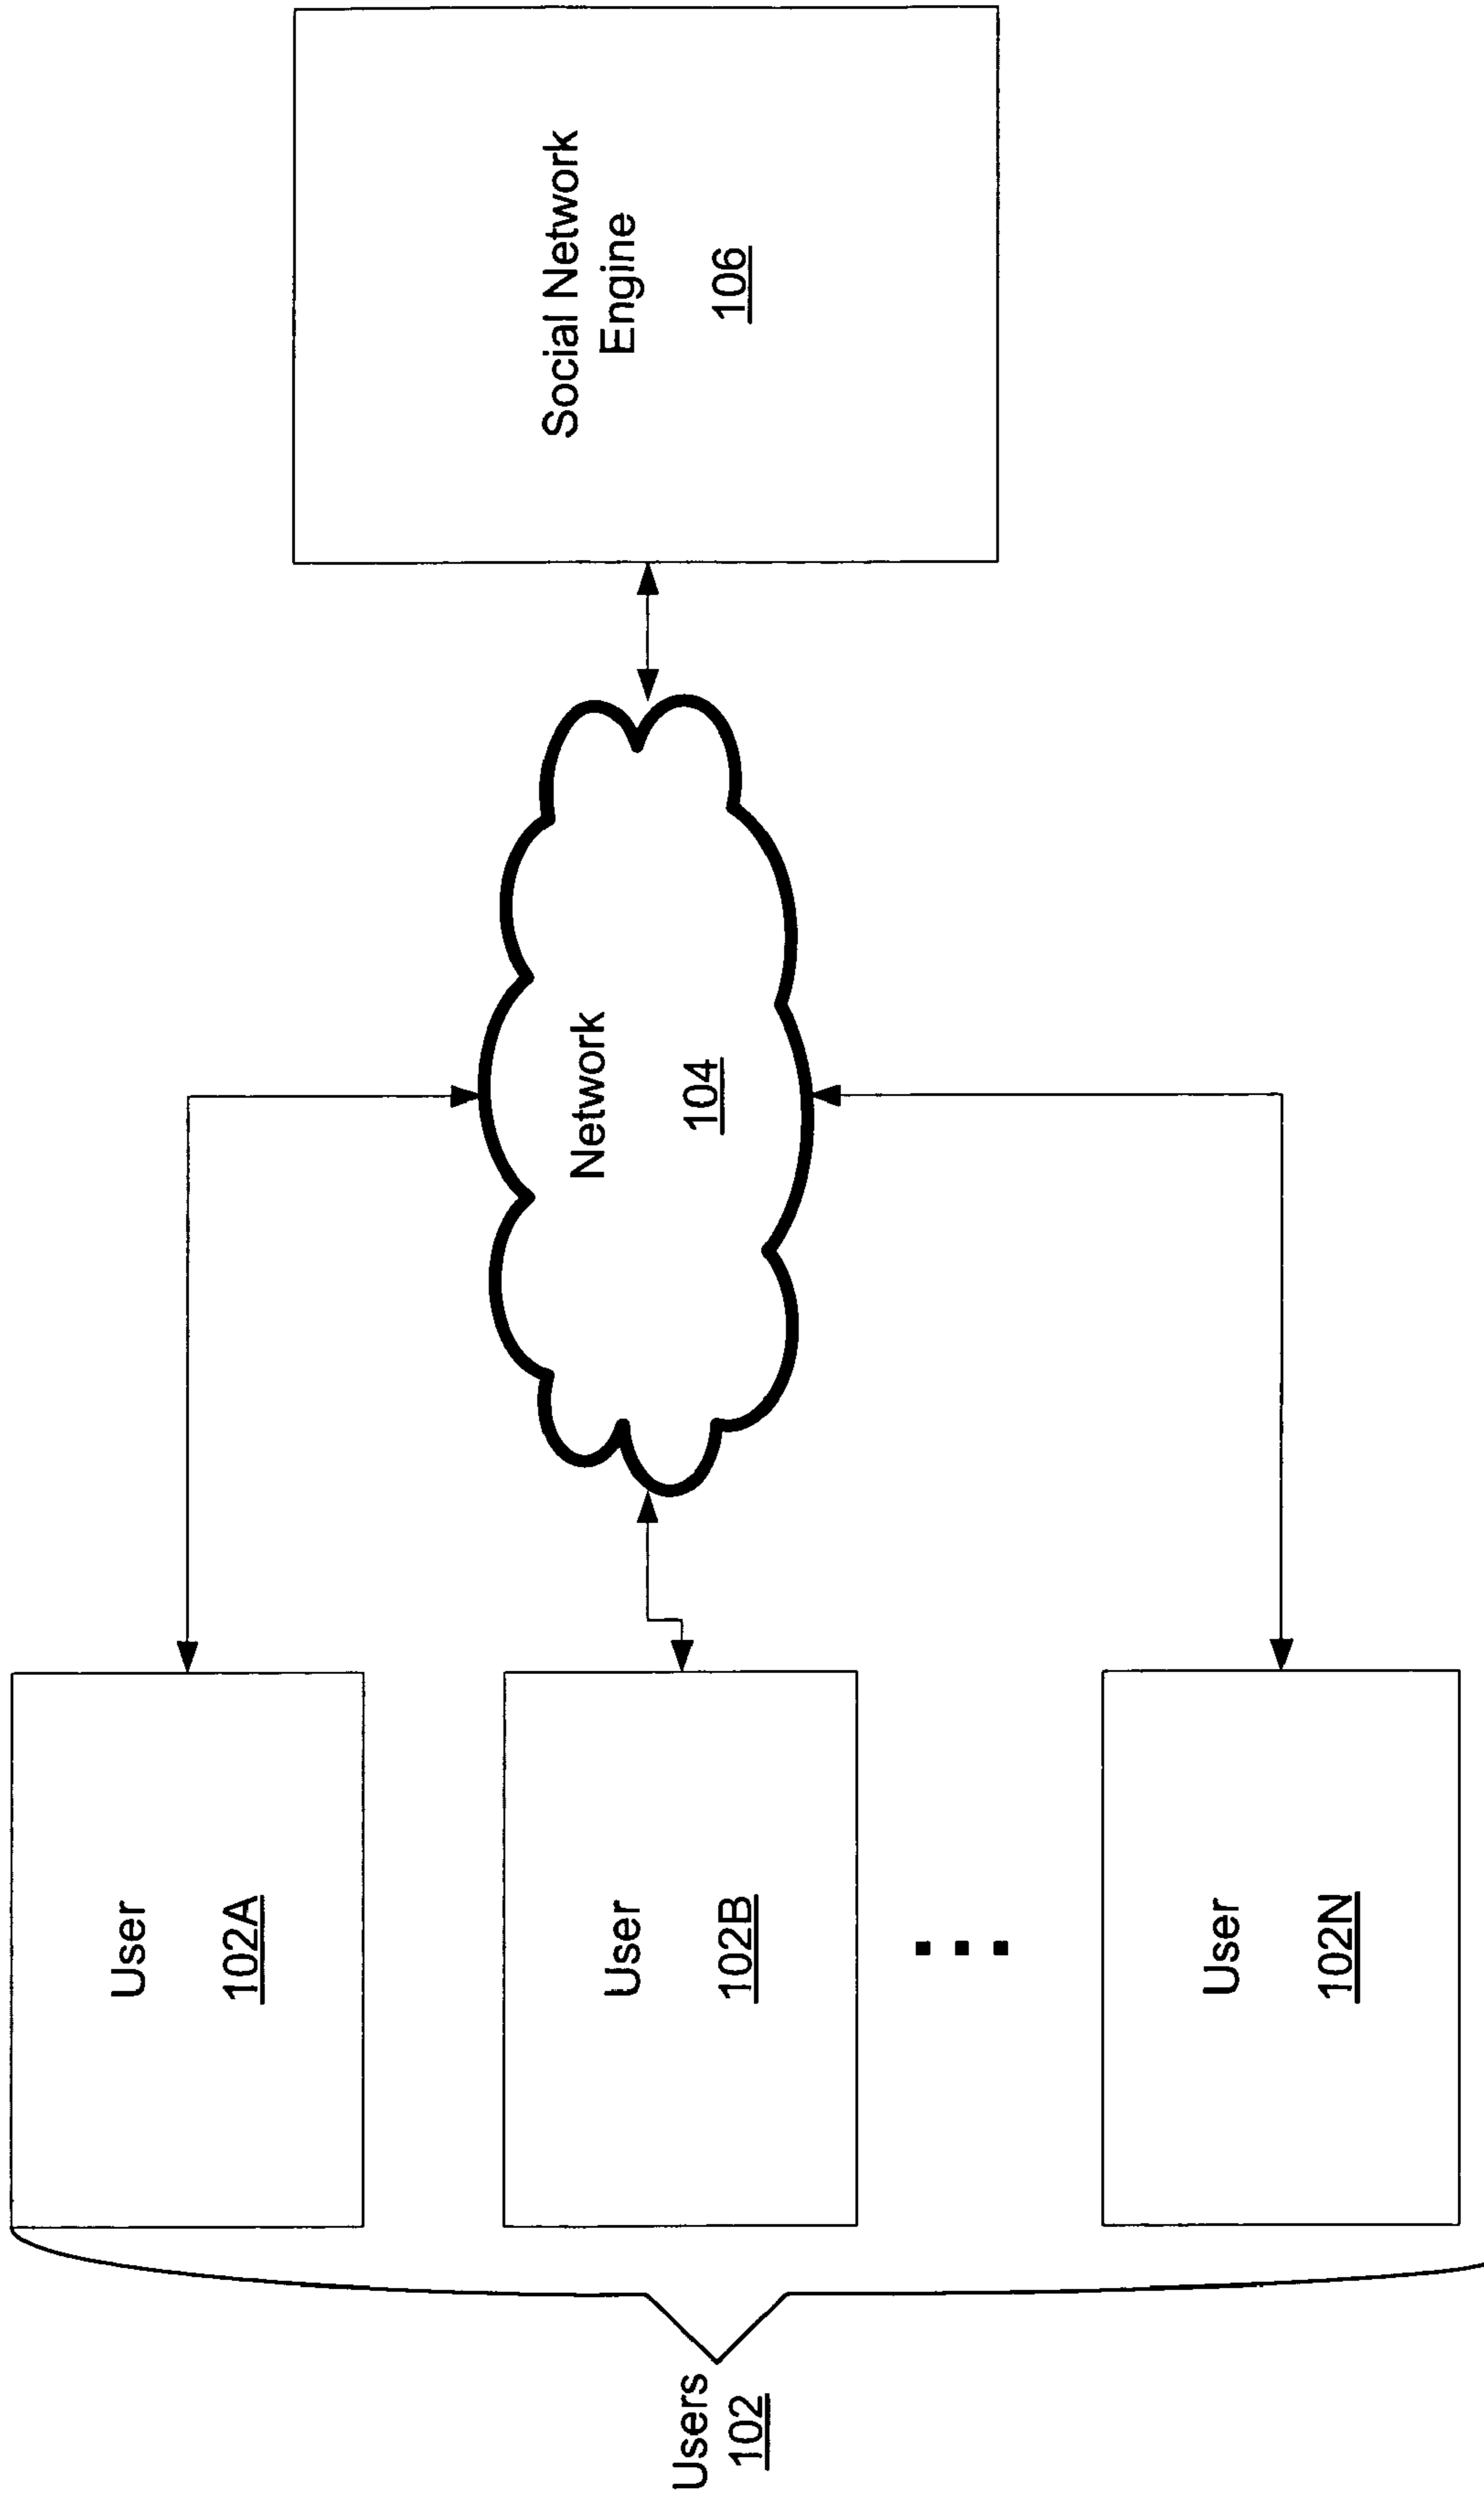 Users
102
User
102A
User
102B
User
102N
Network
104
Social Network
Engine
106